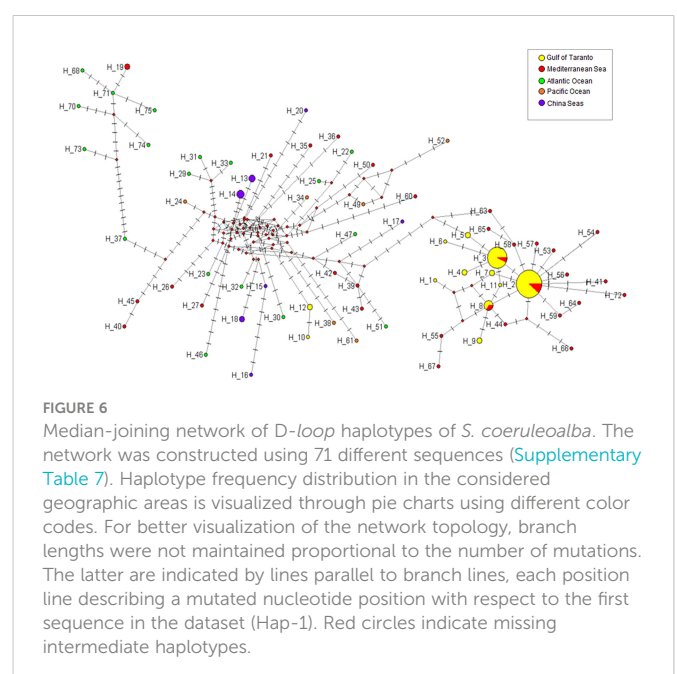 H_68
H_19
H_71
H_70
H_75
H_73
H_74
H_37
H_45
H_40
H_31
H_33
H_29
H_24
H_21
H_13
H_14
H_20
H_35
H_36
H_22
H_50
H_25
H_34
H_49
H_52
H_60
H_17
H_47
H_42
H_39
H_43
H_51
H_26
H_23
H_27
H_32
H_15
H_18
H_30
H_12
H_10
H_38
H_61
H_46
H_16
Gulf of Taranto
Mediterranean Sea
Atlantic Ocean
Pacific Ocean
China Seas
H_63
H_65
H_5
H_6
H_58
H_57
H_53
H_54
H_3
H_4
H_7
H_1
H_11
H_2
H_56
H_41
H_72
H_64
H_59
H_8
H_44
H_55
H_9
H_67
H_66
FIGURE 6
Median-joining network of D-loop haplotypes of S. coeruleoalba. The
network was constructed using 71 different sequences (Supplementary
Table 7). Haplotype frequency distribution in the considered
geographic areas is visualized through pie charts using different color
codes. For better visualization of the network topology, branch
lengths were not maintained proportional to the number of mutations.
The latter are indicated by lines parallel to branch lines, each position
line describing a mutated nucleotide position with respect to the first
sequence in the dataset (Hap-1). Red circles indicate missing
intermediate haplotypes.